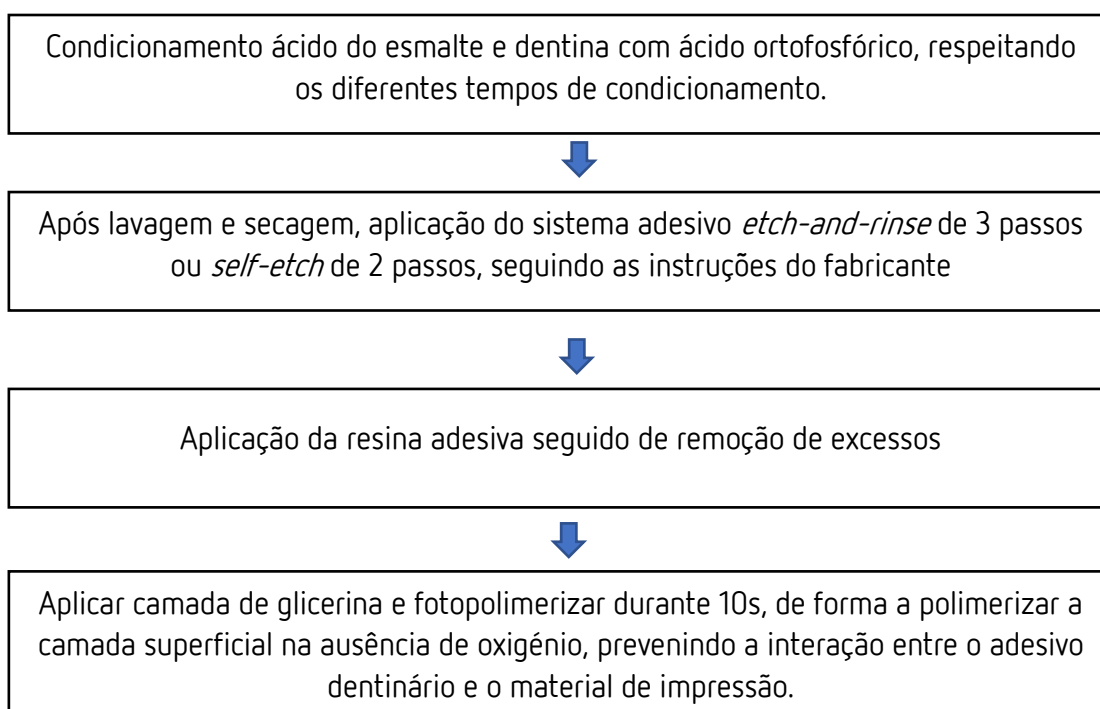 Condicionamento ácido do esmalte e dentina com ácido ortofosfórico, respeitando
os diferentes tempos de condicionamento.
Após lavagem e secagem, aplicação do sistema adesivo etch-and-rinse de 3 passos
ou self-etch de 2 passos, seguindo as instruções do fabricante
Aplicação da resina adesiva seguido de remoção de excessos
Aplicar camada de glicerina e fotopolimerizar durante 10s, de forma a polimerizar a
camada superficial na ausência de oxigénio, prevenindo a interação entre o adesivo
dentinário e o material de impressão.